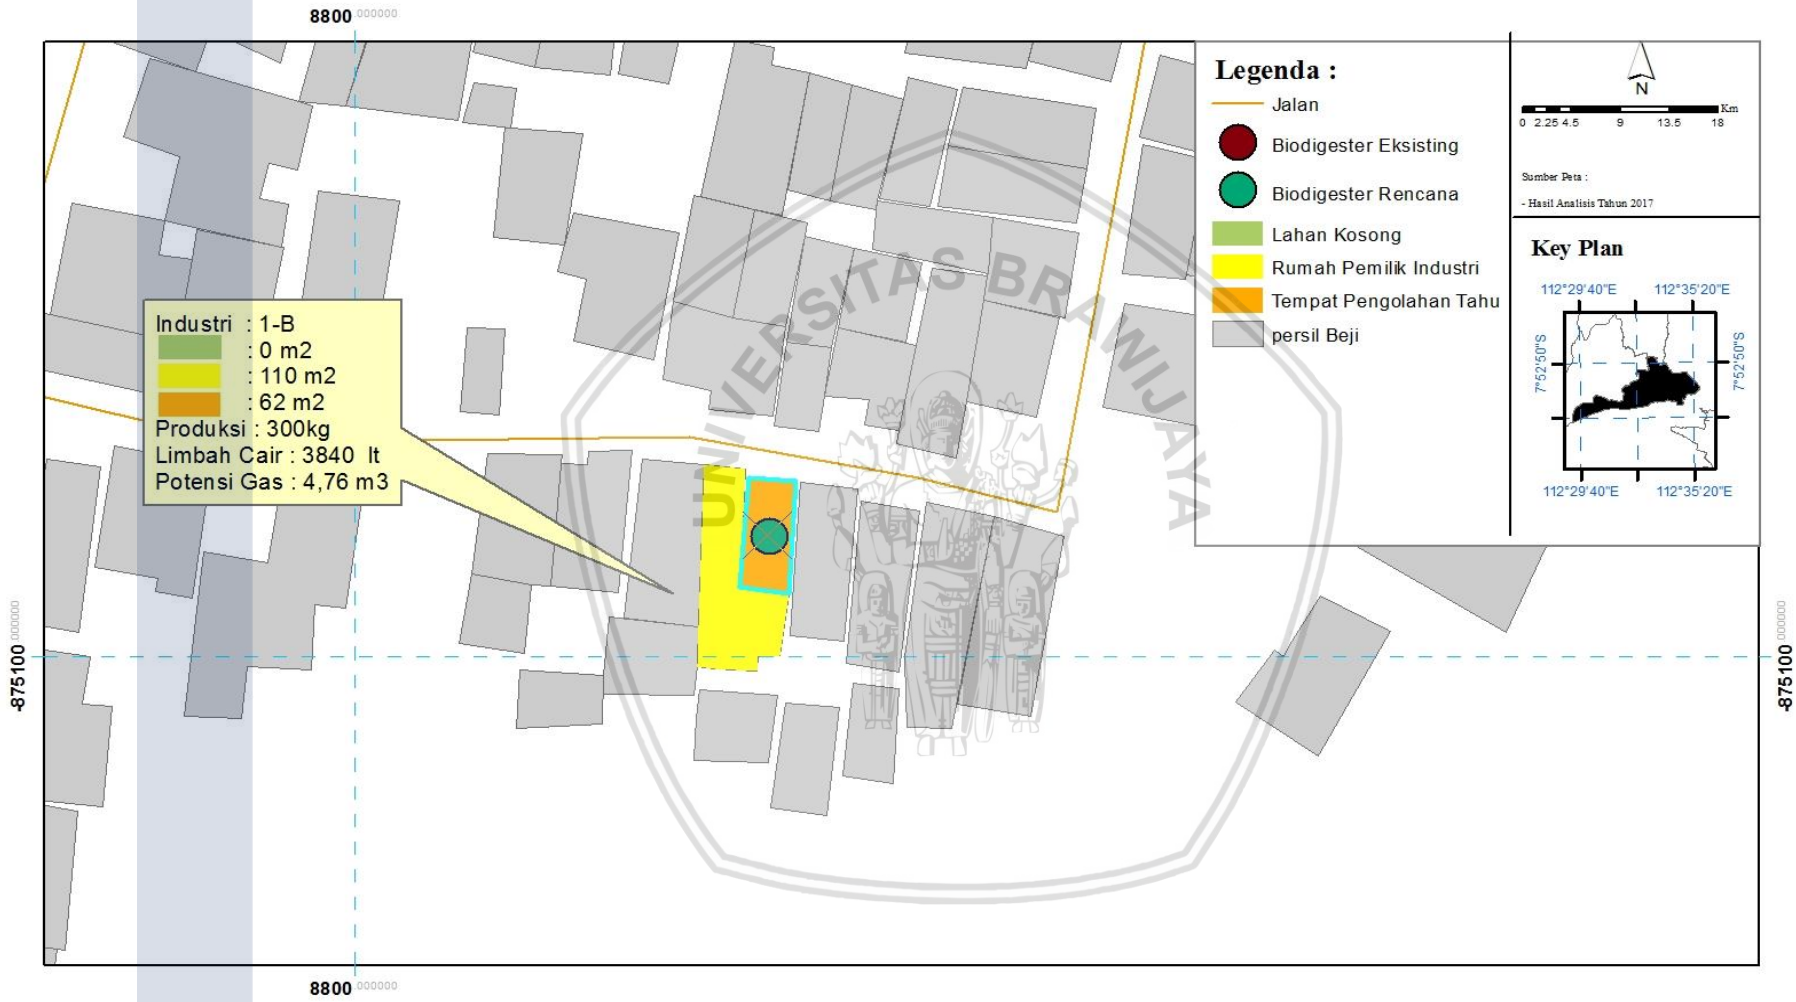 8800.000000
Legenda :
Jalan
Biodigester Eksisting
Biodigester Rencana
Lahan Kosong
Rumah Pemilik Industri
Tempat Pengolahan Tahu
persil Beji
N
Km
0 2.25 4.5 9 13.5 18
Sumber Peta :
- Hasil Analisis Tahun 2017
Key Plan
112°29'40"E 112°35'20"E
7°52'50"S 7°52'50"S
112°29'40"E 112°35'20"E
Industri : 1-B
: 0 m2
: 110 m2
: 62 m2
Produksi : 300kg
Limbah Cair : 3840 lt
Potensi Gas : 4,76 m3
UNIVERSITAS BRAWIJAYA
-875100.000000
-875100.000000
8800.000000